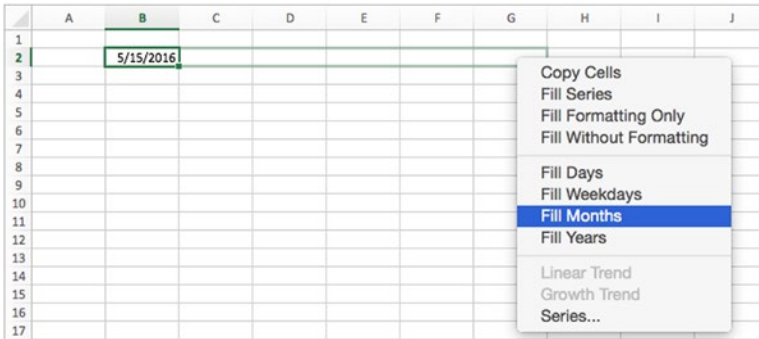 A B C D E F G H I J
1
2 5/15/2016
3 Copy Cells
4 Fill Series
5 Fill Formatting Only
6 Fill Without Formatting
7
8 Fill Days
9 Fill Weekdays
10
11 Fill Months
12 Fill Years
13
14 Linear Trend
15 Growth Trend
16 Series...
17